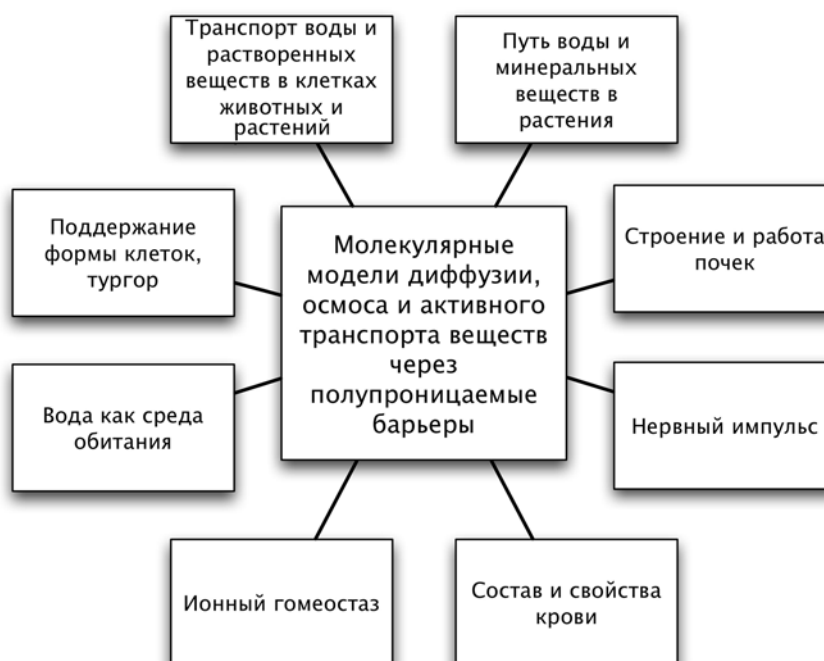 Транспорт воды и
растворенных
веществ в клетках
животных и
растений
Путь воды и
минеральных
веществ в
растения
Поддержание
формы клеток,
тургор
Молекулярные
модели диффузии,
осмоса и активного
транспорта веществ
через
полупроницаемые
барьеры
Строение и работа
почек
Вода как среда
обитания
Нервный импульс
Ионный гомеостаз
Состав и свойства
крови